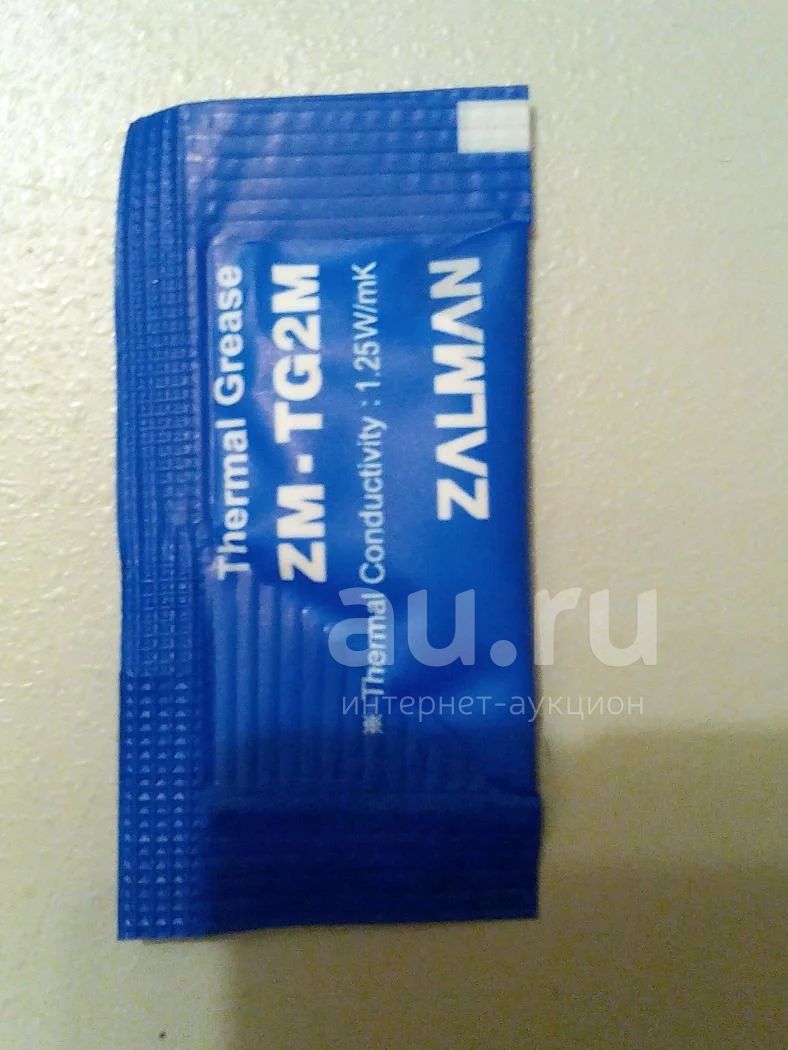 Thermal Grease
ZM-TG2M
※ Thermal Conductivity : 1.25W/mK
ZALMAN
au.ru
интернет-аукцион